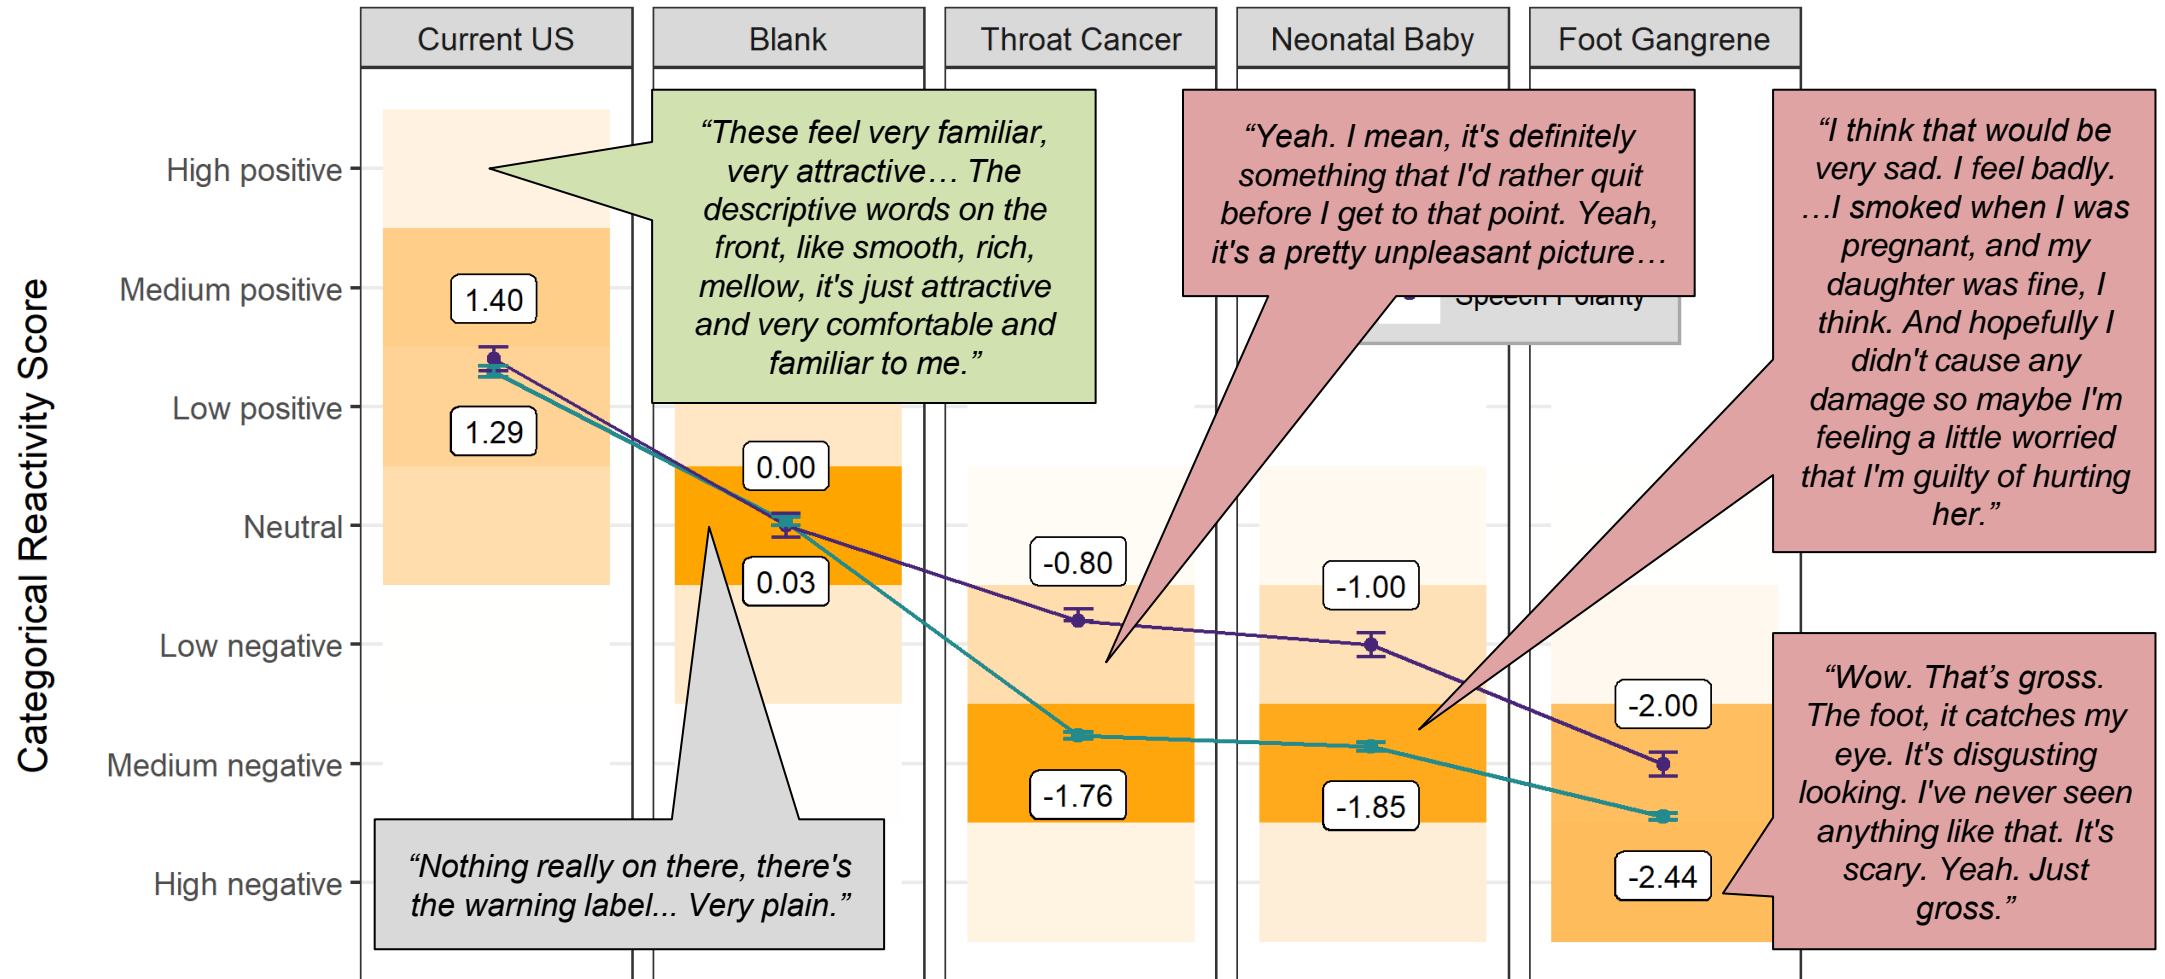 Current US
Blank
Throat Cancer
Neonatal Baby
Foot Gangrene
Categorical Reactivity Score
High positive
Medium positive
Low positive
Neutral
Low negative
Medium negative
High negative
“These feel very familiar,
very attractive… The
descriptive words on the
front, like smooth, rich,
mellow, it's just attractive
and very comfortable and
familiar to me.”
“Yeah. I mean, it's definitely
something that I'd rather quit
before I get to that point. Yeah,
it's a pretty unpleasant picture…
Speech Polarity
“I think that would be
very sad. I feel badly.
…I smoked when I was
pregnant, and my
daughter was fine, I
think. And hopefully I
didn't cause any
damage so maybe I'm
feeling a little worried
that I'm guilty of hurting
her.”
1.40
1.29
0.00
0.03
-0.80
-1.76
-1.00
-1.85
-2.00
-2.44
“Nothing really on there, there's
the warning label... Very plain.”
“Wow. That’s gross.
The foot, it catches my
eye. It's disgusting
looking. I've never seen
anything like that. It's
scary. Yeah. Just
gross.”